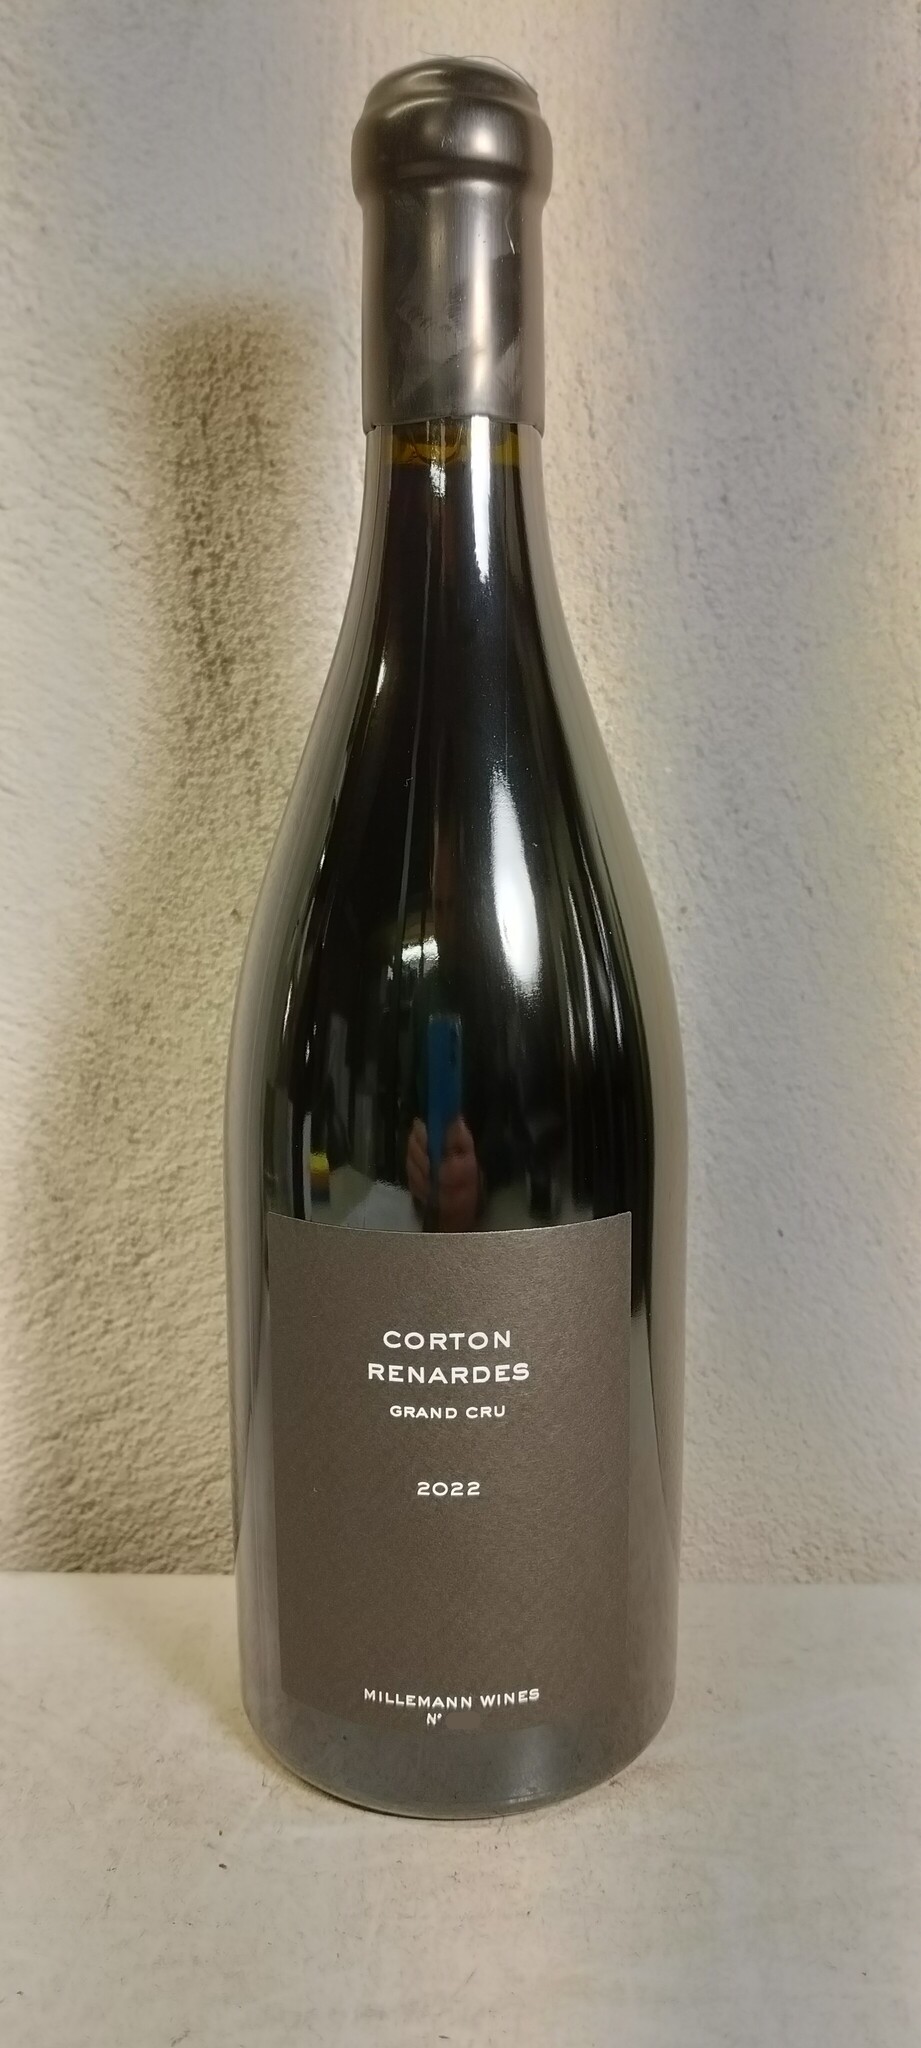 CORTON
RENARDES
GRAND CRU
2022
MILLEMANN WINES
N°